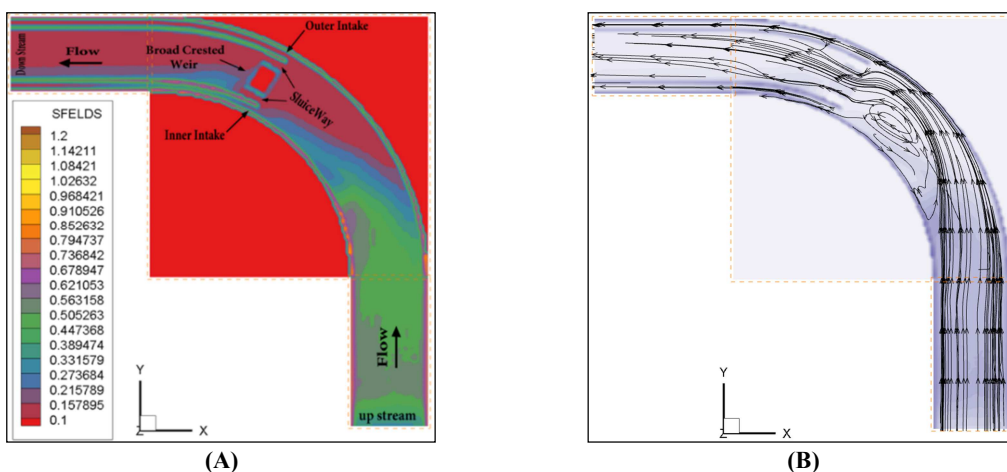 Outer Intake
Down Stream
Flow
Broad Crested
Weir
SluiceWay
Inner Intake
SFELDS
1.2
1.14211
1.08421
1.02632
0.968421
0.910526
0.852632
0.794737
0.736842
0.678947
0.621053
0.563158
0.505263
0.447368
0.389474
0.331579
0.273684
0.215789
0.157895
0.1
Flow
up stream
Y
Z X
(A)
Y
Z X
(B)